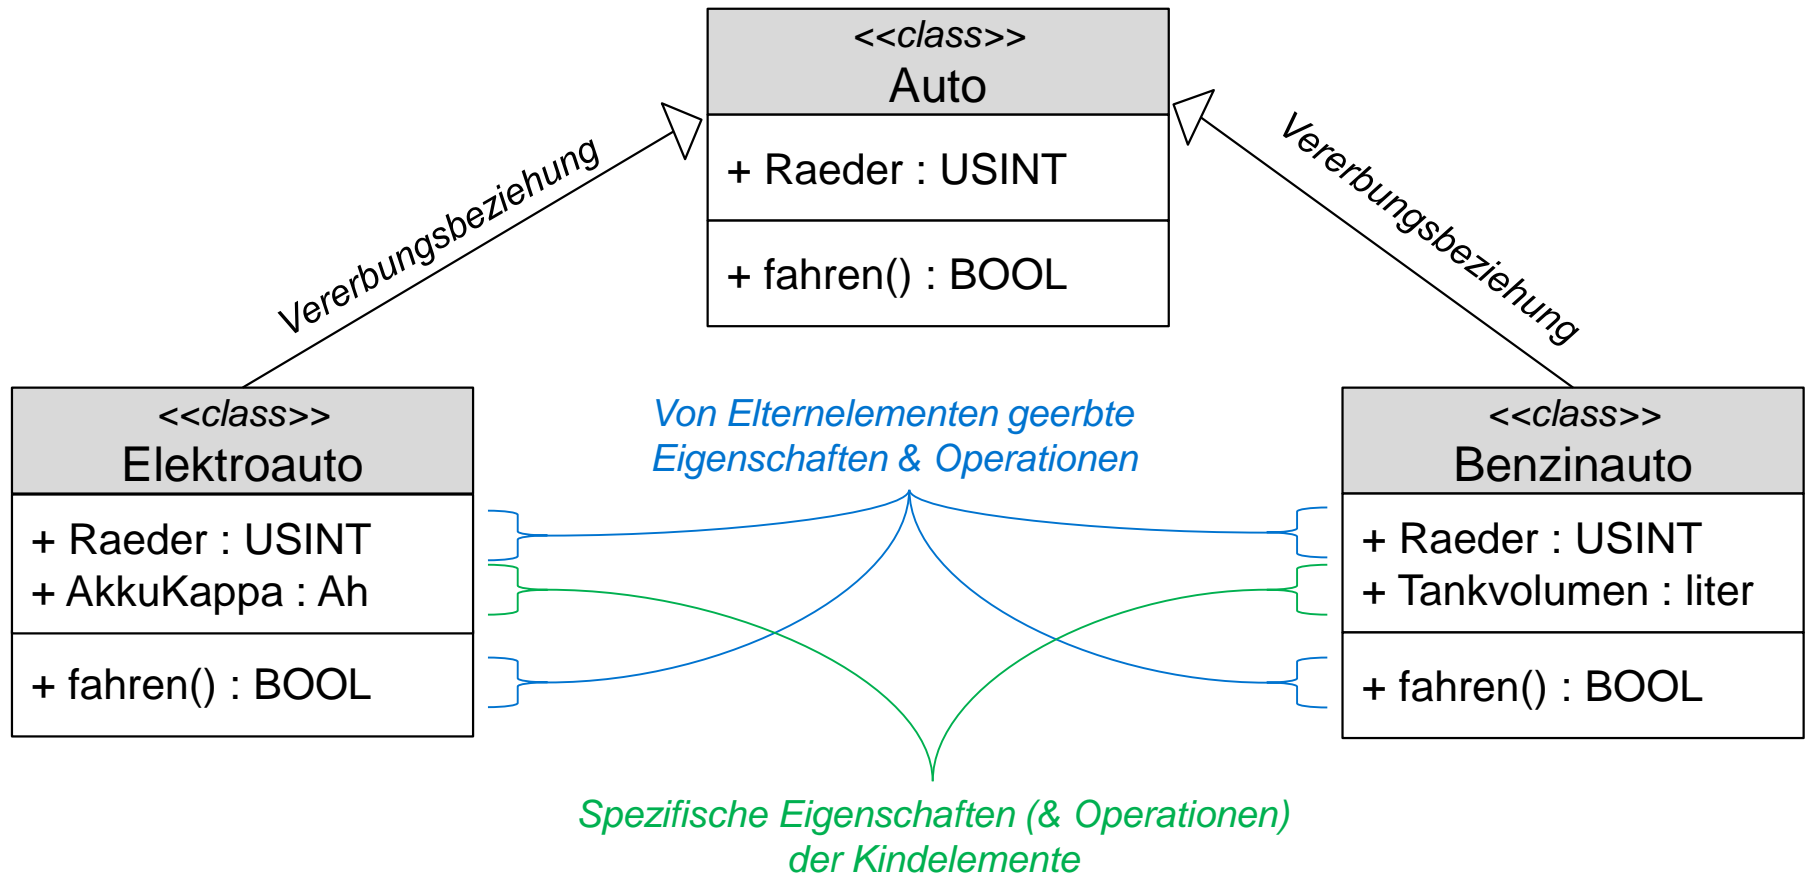 <<class>>
Auto
+ Raeder : USINT
+ fahren() : BOOL
Vererbungsbeziehung
Vererbungsbeziehung
<<class>>
Elektroauto
+ Raeder : USINT
+ AkkuKappa : Ah
+ fahren() : BOOL
Von Elternelementen geerbte
Eigenschaften & Operationen
<<class>>
Benzinauto
+ Raeder : USINT
+ Tankvolumen : liter
+ fahren() : BOOL
Spezifische Eigenschaften (& Operationen)
der Kindelemente